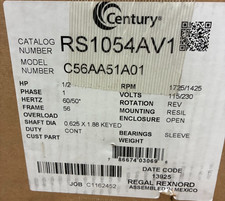 Century
CATALOG NUMBER RS1054AV1
MODEL NUMBER C56AA51A01
HP 1/2 RPM 1725/1425
PHASE 1 VOLTS 115/230
HERTZ 60/50 ROTATION REV
FRAME 56 MOUNTING RESIL
OVERLOAD ENCLOSURE OPEN
SHAFT DIA 0.625 X 1.88 KEYED
DUTY CONT BEARINGS SLEEVE
CUST PART
DATE CODE
13925
REGAL REXNORD
JOB C1162452 ASSEMBLED IN MEXICO